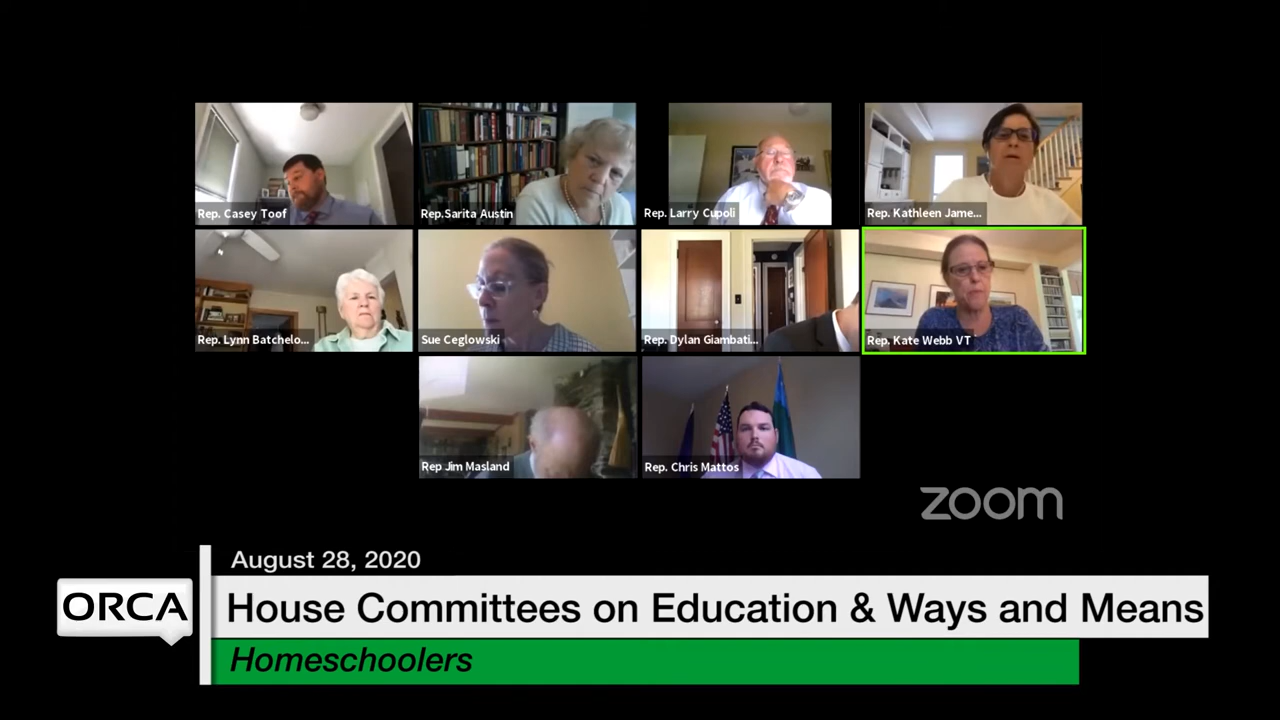 Rep. Casey Toof
Rep.Sarita Austin
Rep. Larry Cupoli
Rep. Kathleen Jame...
Rep. Lynn Batchelo...
Sue Ceglowski
Rep. Dylan Giambati...
Rep. Kate Webb VT
Rep Jim Masland
Rep. Chris Mattos
zoom
August 28, 2020
ORCA
House Committees on Education & Ways and Means
Homeschoolers